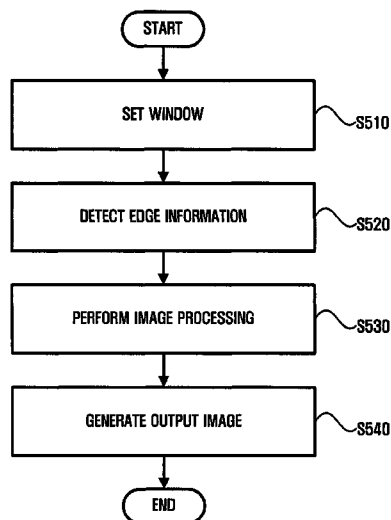 START
SET WINDOW
S510
DETECT EDGE INFORMATION
S520
PERFORM IMAGE PROCESSING
S530
GENERATE OUTPUT IMAGE
S540
END